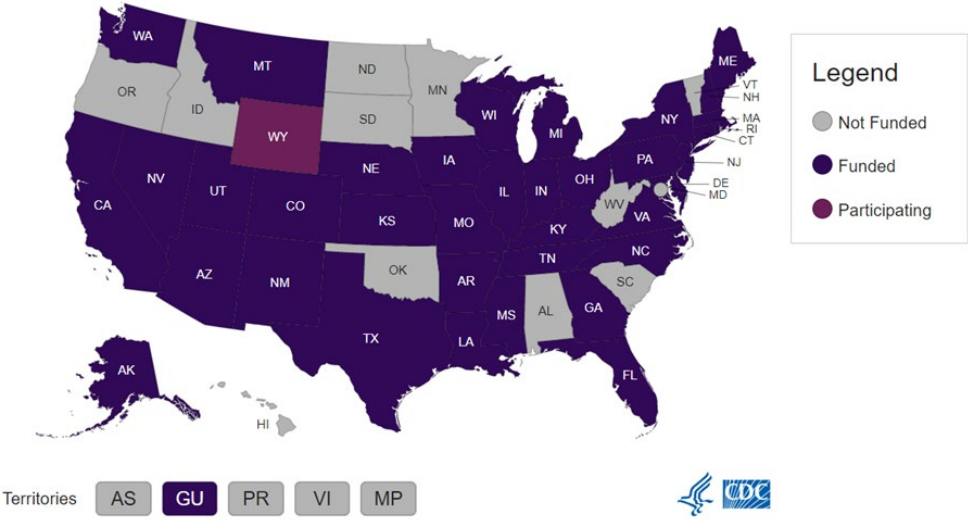 WA
MT
ND
MN
OR
ID
SD
WY
WI
MI
ME
VT
NH
NY
MA
RI
CT
NV
UT
NE
IA
PA
NJ
CA
CO
IL
IN
OH
DE
MD
KS
MO
WV
VA
KY
AZ
NM
OK
AR
TN
NC
SC
MS
AL
GA
TX
LA
AK
FL
HI
Legend
Not Funded
Funded
Participating
Territories AS GU PR VI MP
CDC